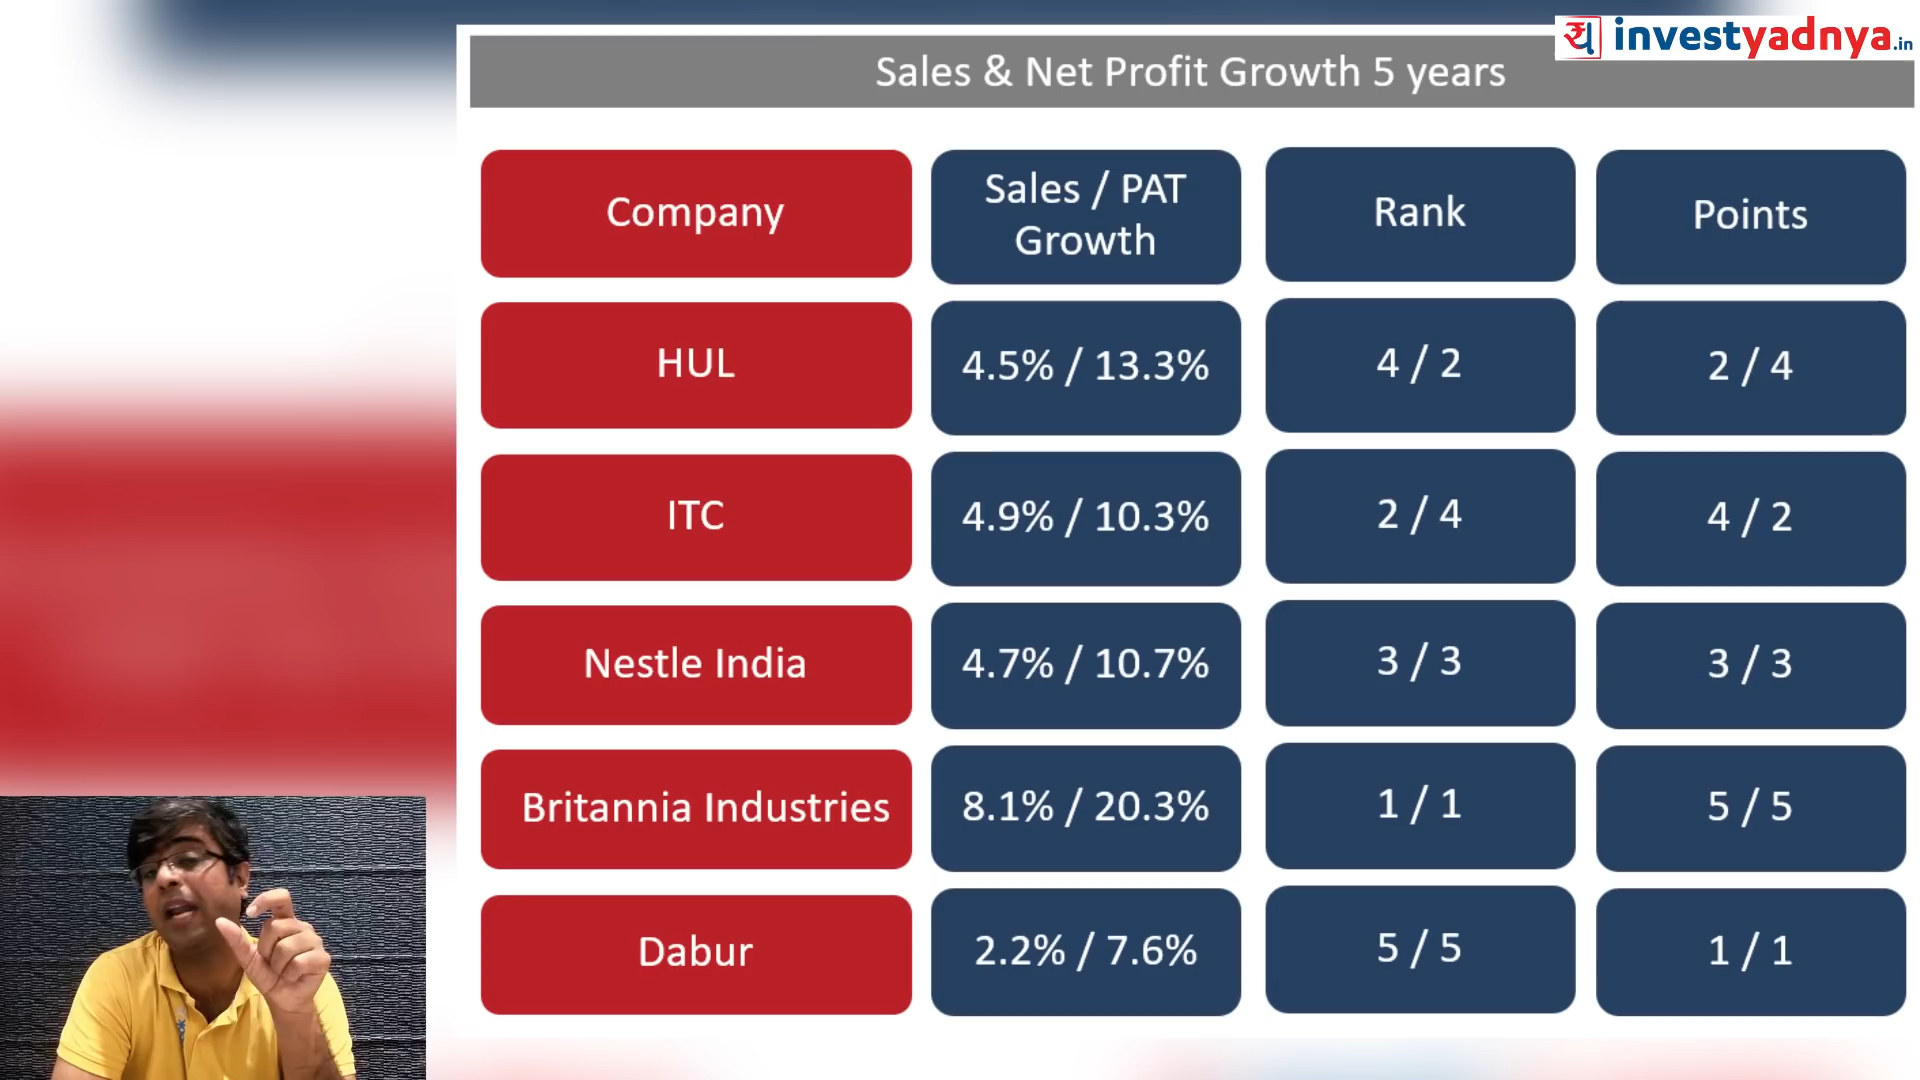 य investyadnya.in
Sales & Net Profit Growth 5 years
Company
Sales / PAT
Growth
Rank
Points
HUL
4.5% / 13.3%
4 / 2
2 / 4
ITC
4.9% / 10.3%
2 / 4
4 / 2
Nestle India
4.7% / 10.7%
3 / 3
3 / 3
Britannia Industries
8.1% / 20.3%
1 / 1
5 / 5
Dabur
2.2% / 7.6%
5 / 5
1 / 1